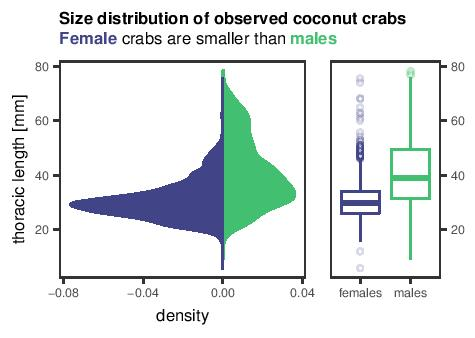 Size distribution of observed coconut crabs
Female crabs are smaller than males
thoracic length [mm]
80
60
40
20
−0.08
−0.04
0.00
0.04
density
80
60
40
20
females
males